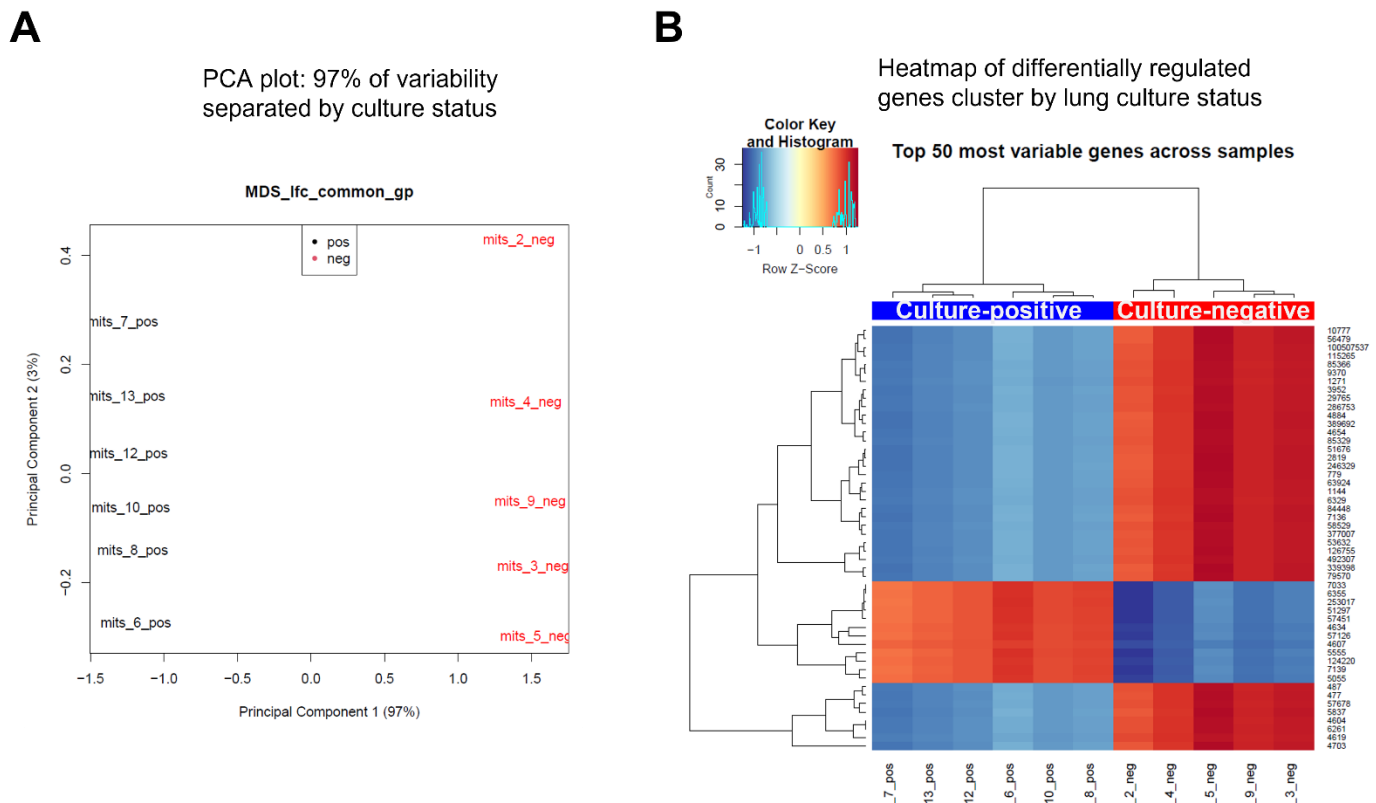 A
PCA plot: 97% of variability
separated by culture status
MDS_lfc_common_gp
pos
neg
mits_2_neg
mits_7_pos
mits_4_neg
mits_13_pos
mits_12_pos
mits_9_neg
mits_10_pos
mits_3_neg
mits_8_pos
mits_5_neg
mits_6_pos
0.4
0.2
0.0
−0.2
Principal Component 2 (3%)
−1.5 −1.0 −0.5 0.0 0.5 1.0 1.5
Principal Component 1 (97%)
B
Heatmap of differentially regulated
genes cluster by lung culture status
Color Key
and Histogram
Count
30
10
0
−1 0 0.5 1
Row Z−Score
Top 50 most variable genes across samples
Culture-positive Culture-negative
10777
56479
100507537
115265
85366
9370
1271
3952
29765
286753
4884
389692
4654
85329
51676
2819
246329
779
63924
1144
6329
84448
7136
58529
377007
53632
126755
492307
339398
79570
7033
6355
253017
51297
57451
4634
57126
4607
5555
124220
7139
5055
487
477
57678
5837
4604
6261
4619
4703
_7_pos
13_pos
12_pos
_6_pos
10_pos
_8_pos
_2_neg
_4_neg
_5_neg
_9_neg
_3_neg